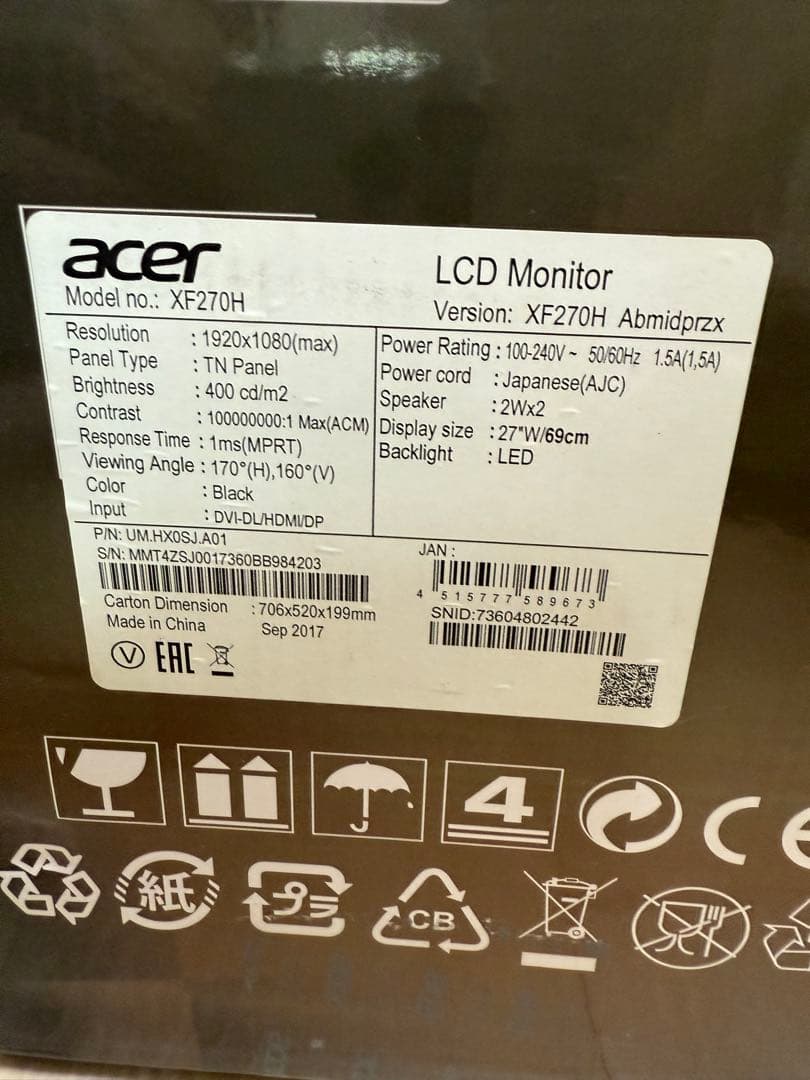 acer
Model no.: XF270H
LCD Monitor
Version: XF270H Abmidprzx
Resolution : 1920x1080(max)
Panel Type : TN Panel
Brightness : 400 cd/m2
Contrast : 100000000:1 Max(ACM)
Response Time : 1ms(MPRT)
Viewing Angle : 170°(H),160°(V)
Color : Black
Input : DVI-DL/HDMI/DP
Power Rating : 100-240V~ 50/60Hz 1.5A(1,5A)
Power cord : Japanese(AJC)
Speaker : 2Wx2
Display size : 27"W/69cm
Backlight : LED
P/N: UM.HX0SJ.A01
S/N: MMT4ZSJ0017360BB984203
Carton Dimension : 706x520x199mm
Made in China Sep 2017
V EAC
JAN :
4 515777 589673
SNID:73604802442
4
CE
紙
プラ
CB